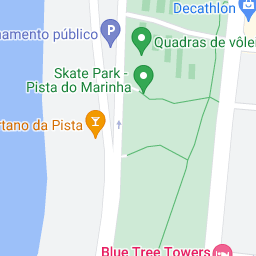 Decathlon
namento público
Quadras de vôlei
Skate Park -
Pista do Marinha
rtano da Pista
Blue Tree Towers